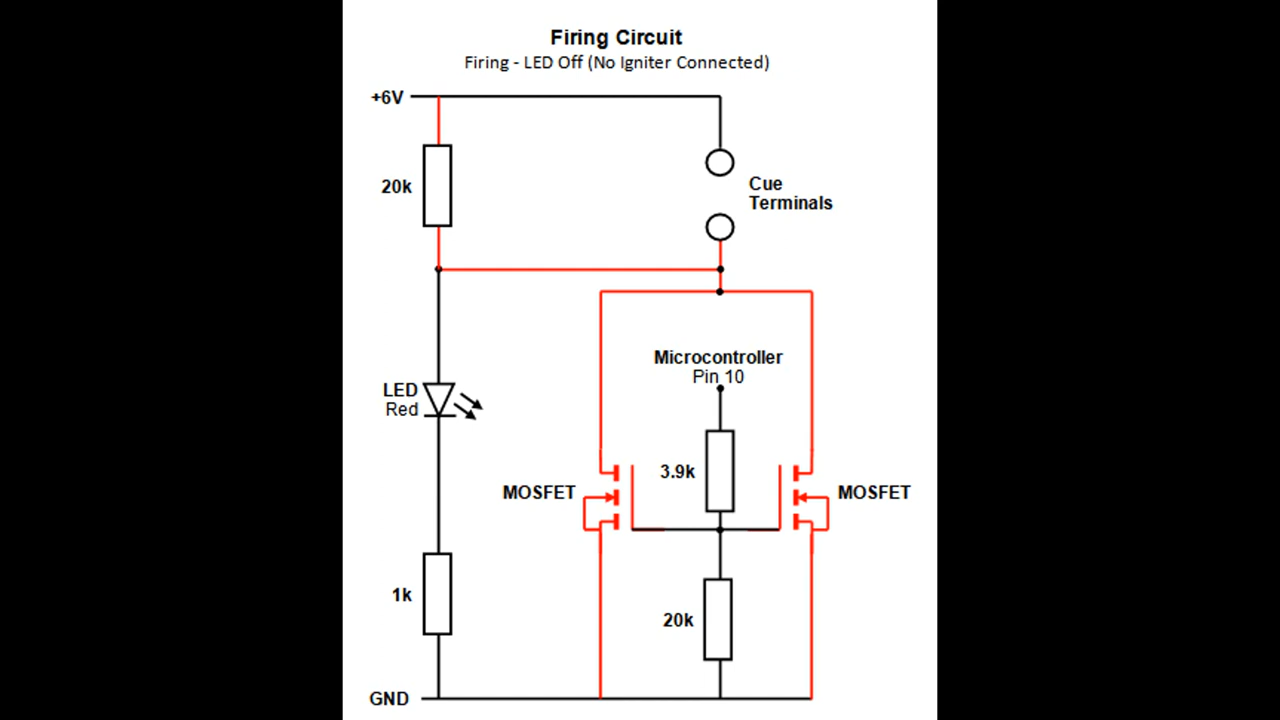 Firing Circuit
Firing - LED Off (No Igniter Connected)
+6V
20k
Cue
Terminals
Microcontroller
Pin 10
LED
Red
3.9k
MOSFET
MOSFET
1k
20k
GND